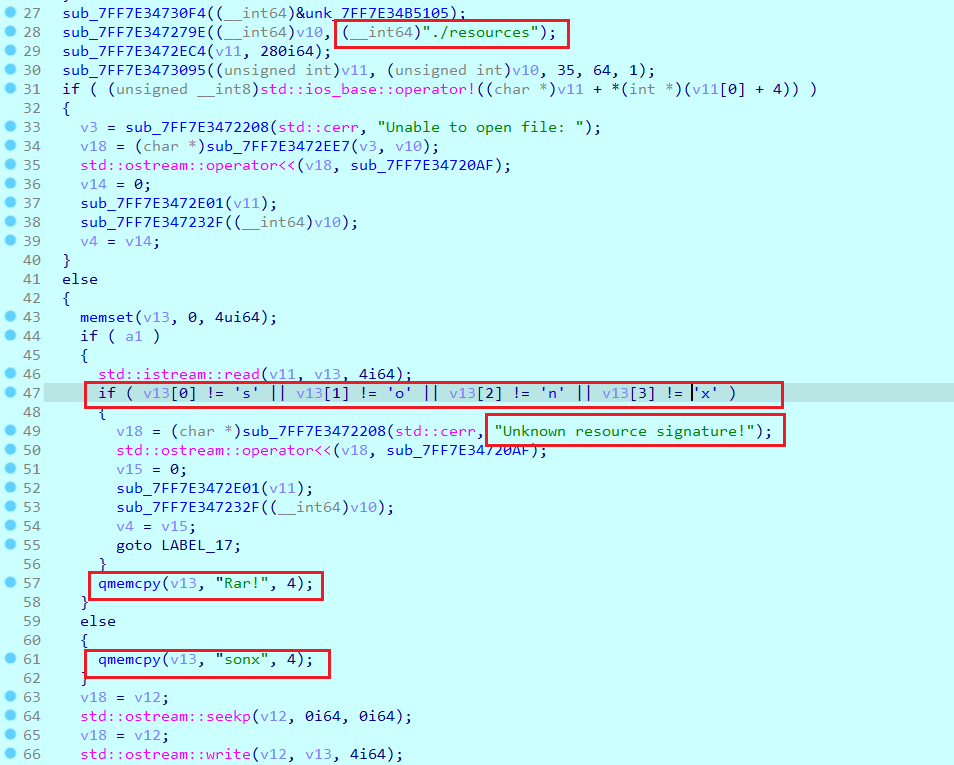 27 sub_7FF7E34730F4((__int64)&unk_7FF7E34B5105);
28 sub_7FF7E347279E((__int64)v10, (__int64)"./resources");
29 sub_7FF7E3472EC4(v11, 280i64);
30 sub_7FF7E3473095((unsigned int)v11, (unsigned int)v10, 35, 64, 1);
31 if ( (unsigned __int8)std::ios_base::operator!((char *)v11 + *(int *)(v11[0] + 4)) )
32 {
33 v3 = sub_7FF7E3472208(std::cerr, "Unable to open file: ");
34 v18 = (char *)sub_7FF7E3472EE7(v3, v10);
35 std::ostream::operator<<(v18, sub_7FF7E34720AF);
36 v14 = 0;
37 sub_7FF7E3472E01(v11);
38 sub_7FF7E347232F((__int64)v10);
39 v4 = v14;
40 }
41 else
42 {
43 memset(v13, 0, 4ui64);
44 if ( a1 )
45 {
46 std::istream::read(v11, v13, 4i64);
47 if ( v13[0] != 's' || v13[1] != 'o' || v13[2] != 'n' || v13[3] != 'x' )
48 {
49 v18 = (char *)sub_7FF7E3472208(std::cerr, "Unknown resource signature!");
50 std::ostream::operator<<(v18, sub_7FF7E34720AF);
51 v15 = 0;
52 sub_7FF7E3472E01(v11);
53 sub_7FF7E347232F((__int64)v10);
54 v4 = v15;
55 goto LABEL_17;
56 }
57 qmemcpy(v13, "Rar!", 4);
58 }
59 else
60 {
61 qmemcpy(v13, "sonx", 4);
62 }
63 v18 = v12;
64 std::ostream::seekp(v12, 0i64, 0i64);
65 v18 = v12;
66 std::ostream::write(v12, v13, 4i64);